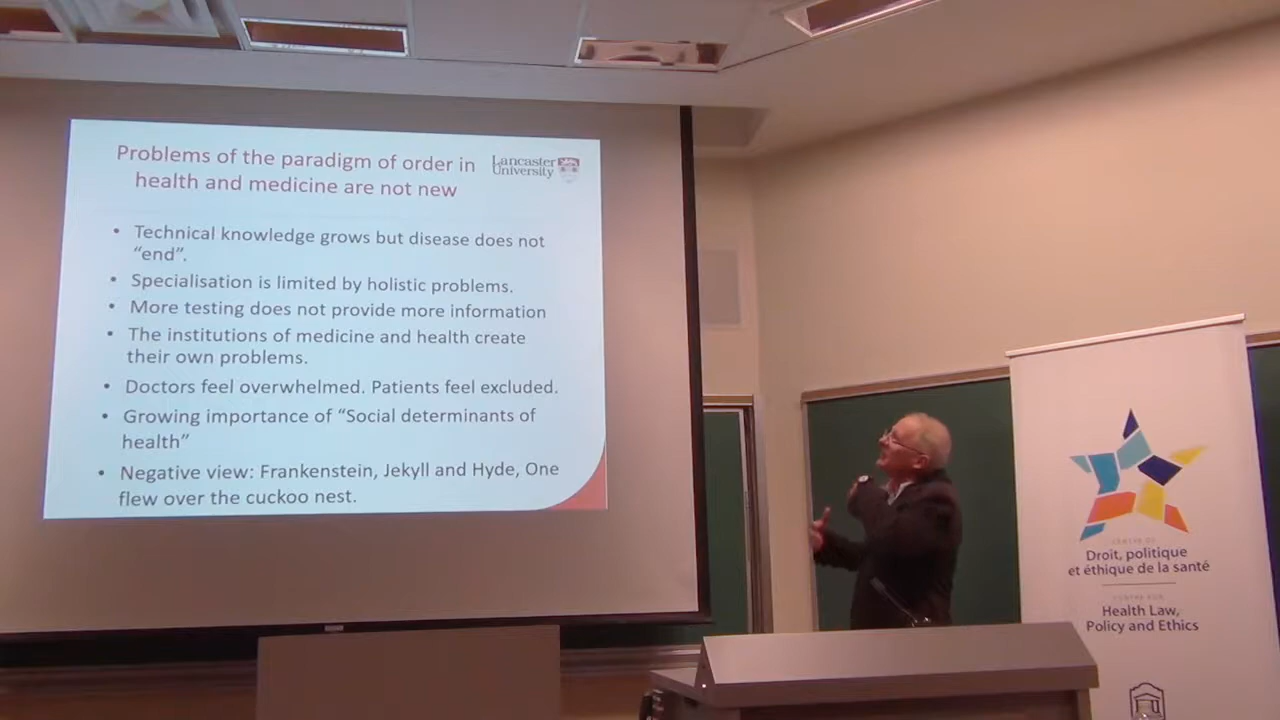 Problems of the paradigm of order in
health and medicine are not new
Lancaster
University
• Technical knowledge grows but disease does not
“end”.
• Specialisation is limited by holistic problems.
• More testing does not provide more information
• The institutions of medicine and health create
their own problems.
• Doctors feel overwhelmed. Patients feel excluded.
• Growing importance of “Social determinants of
health”
• Negative view: Frankenstein, Jekyll and Hyde, One
flew over the cuckoo nest.
CENTRE DE
Droit, politique
et éthique de la santé
CENTRE FOR
Health Law,
Policy and Ethics